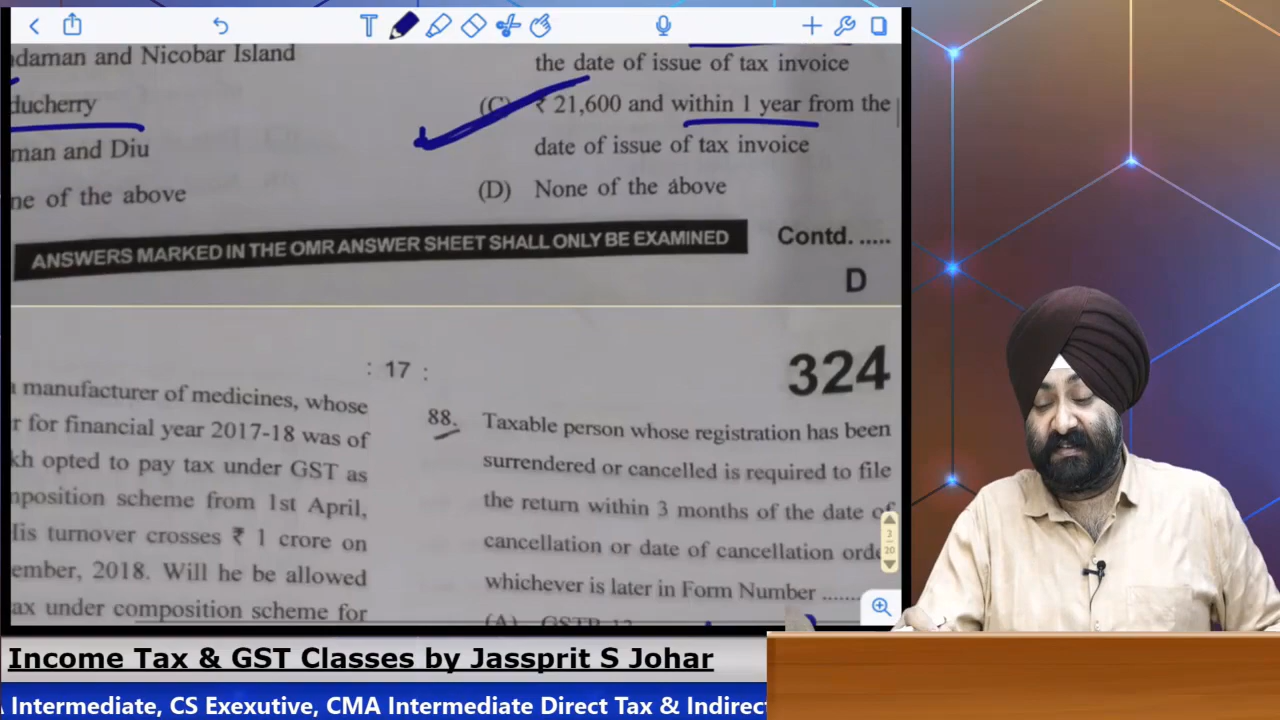 daman and Nicobar Island
ducherry
man and Diu
ne of the above
the date of issue of tax invoice
(C) ₹ 21,600 and within 1 year from the
date of issue of tax invoice
(D) None of the above
ANSWERS MARKED IN THE OMR ANSWER SHEET SHALL ONLY BE EXAMINED
Contd. .....
D
: 17 :
324
manufacturer of medicines, whose
r for financial year 2017-18 was of
kh opted to pay tax under GST as
mposition scheme from 1st April,
His turnover crosses ₹ 1 crore on
ember, 2018. Will he be allowed
ax under composition scheme for
88. Taxable person whose registration has been
surrendered or cancelled is required to file
the return within 3 months of the date of
cancellation or date of cancellation orde
whichever is later in Form Number ........
(A)
2
20
Income Tax & GST Classes by Jassprit S Johar
Intermediate, CS Exexutive, CMA Intermediate Direct Tax & Indirect